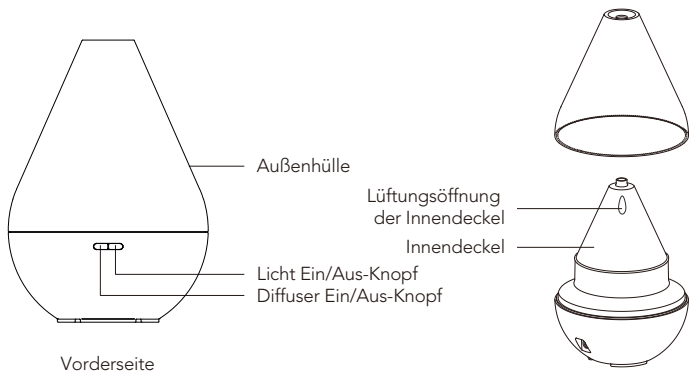 Außenhülle
Lüftungsöffnung
der Innendeckel
Innendeckel
Licht Ein/Aus-Knopf
Diffuser Ein/Aus-Knopf
Vorderseite